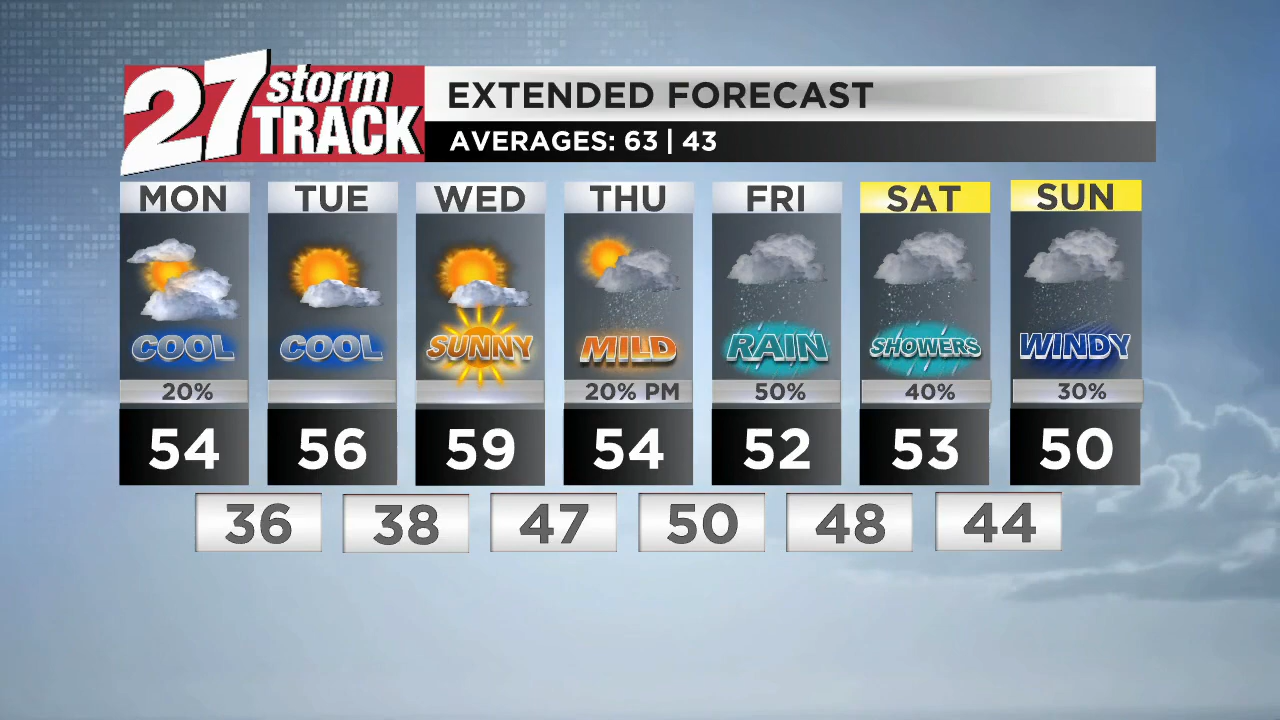 27 storm TRACK
EXTENDED FORECAST
AVERAGES: 63 | 43
MON TUE WED THU FRI SAT SUN
COOL COOL SUNNY MILD RAIN SHOWERS WINDY
20% 20% PM 50% 40% 30%
54 56 59 54 52 53 50
36 38 47 50 48 44